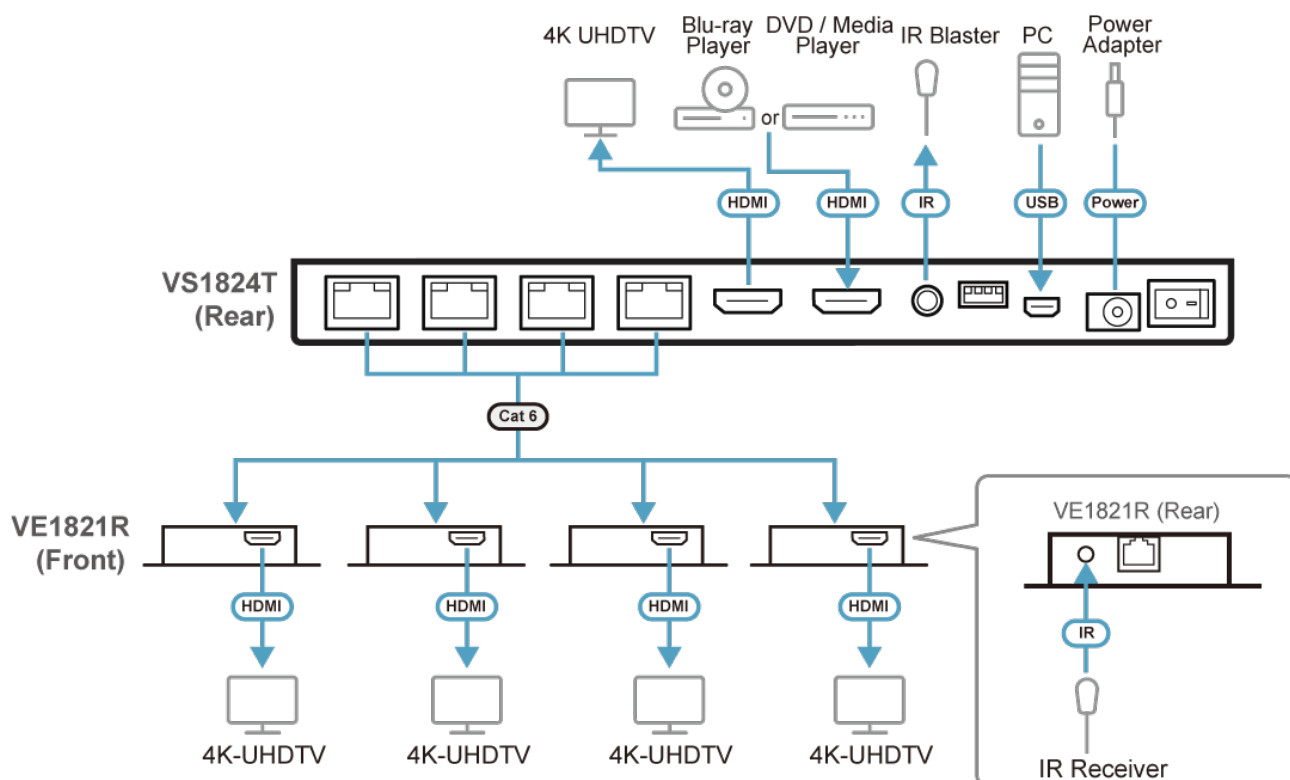 4K UHDTV
Blu-ray
Player
or
DVD / Media
Player
IR Blaster
PC
Power
Adapter
HDMI
HDMI
IR
USB
Power
VS1824T
(Rear)
Cat 6
VE1821R
(Front)
HDMI
HDMI
HDMI
HDMI
4K-UHDTV
4K-UHDTV
4K-UHDTV
4K-UHDTV
VE1821R (Rear)
IR
IR Receiver